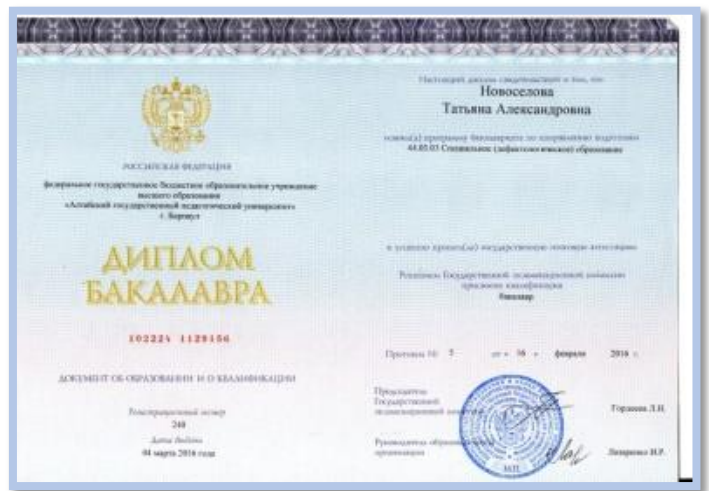 РОССИЙСКАЯ ФЕДЕРАЦИЯ
федеральное государственное бюджетное образовательное учреждение
высшего образования
«Алтайский государственный педагогический университет»
г. Барнаул
ДИПЛОМ
БАКАЛАВРА
102224 1129156
ДОКУМЕНТ ОБ ОБРАЗОВАНИИ И О КВАЛИФИКАЦИИ
Регистрационный номер
248
Дата выдачи
04 марта 2016 года
Настоящий диплом свидетельствует о том, что
Новоселова
Татьяна Александровна
освоил(а) программу бакалавриата по направлению подготовки
44.03.03 Специальное (дефектологическое) образование
и успешно прошел(ла) государственную итоговую аттестацию
Решением Государственной экзаменационной комиссии
присвоена квалификация
бакалавр
Протокол № 5 от « 16 » февраля 2016 г.
Председатель
Государственной
экзаменационной
Гордеева Л.Н.
Руководитель
организации
Лазаренко И.Р.
М.П.